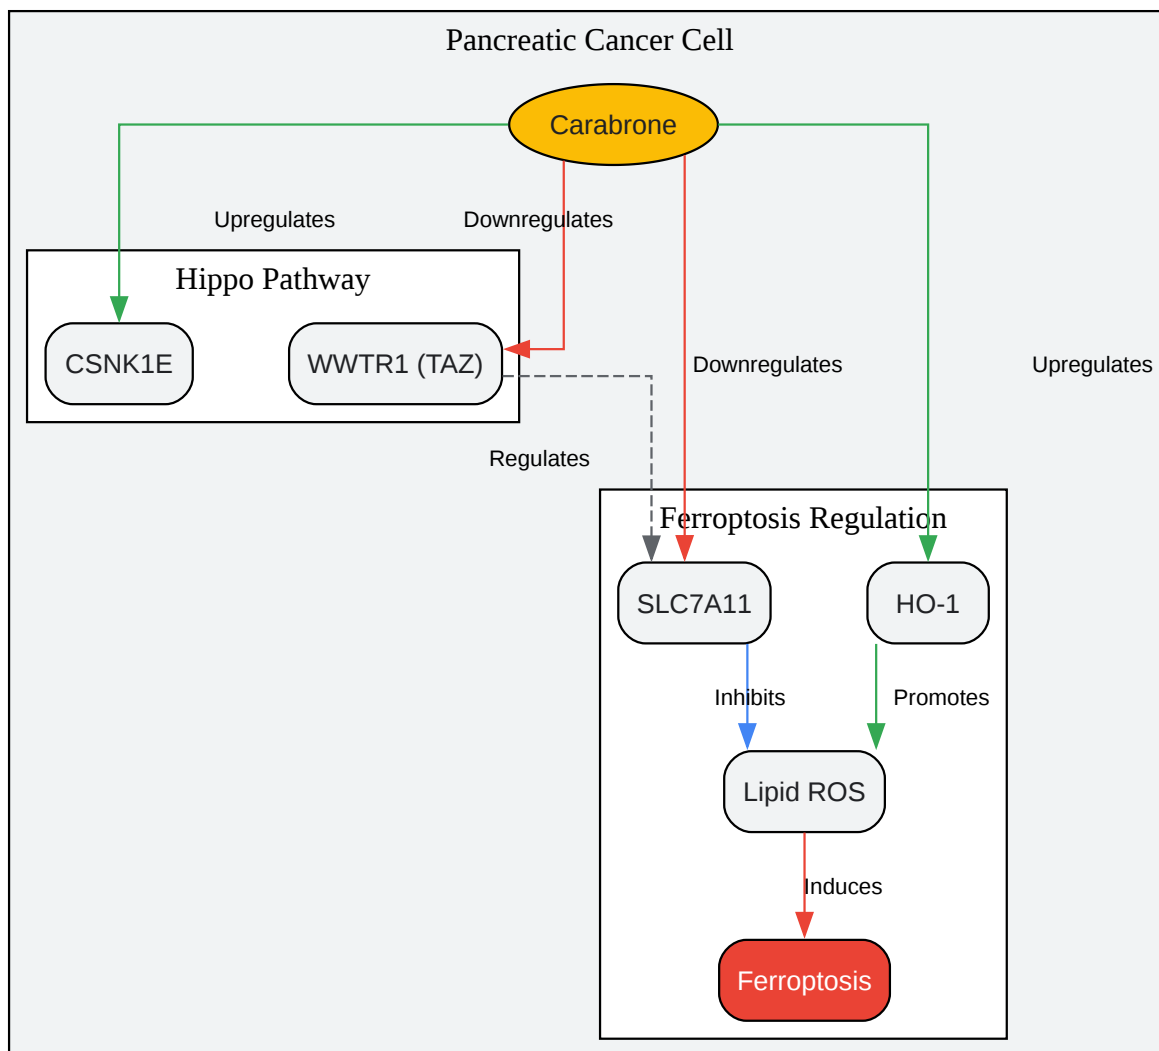 Pancreatic Cancer Cell
Carabrone
Upregulates
Downregulates
Hippo Pathway
CSNK1E
WWTR1 (TAZ)
Downregulates
Upregulates
Regulates
Ferroptosis Regulation
SLC7A11
HO-1
Inhibits
Promotes
Lipid ROS
Induces
Ferroptosis